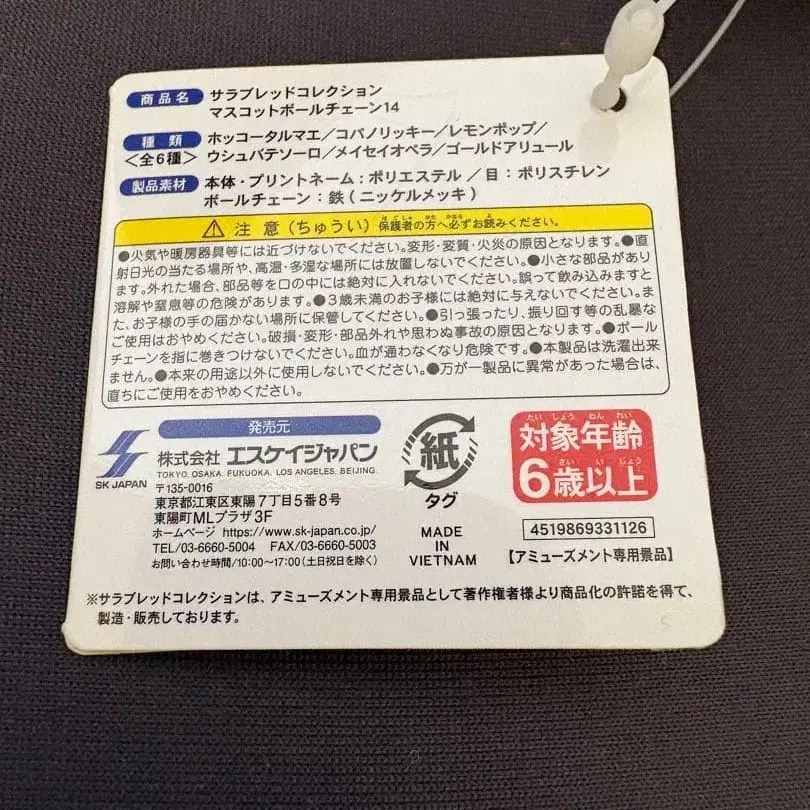 商品名 サラブレッドコレクション
マスコットボールチェーン14
種類 ホッコータルマエ／コパノリッキー／レモンポップ／
<全6種> ウシュバテソーロ／メイセイオペラ／ゴールドアリュール
製品素材 本体・プリントネーム：ポリエステル／目：ポリスチレン
ボールチェーン：鉄(ニッケルメッキ)
⚠注意(ちゅうい) 保護者の方へ必ずお読みください。
ほごしゃ かた かなら よ
●火気や暖房器具等には近づけないでください。変形・変質・火災の原因となります。●直
射日光の当たる場所や、高温・多湿な場所には放置しないでください。●小さな部品があり
ます。外れた場合、部品等を口の中には絶対に入れないでください。誤って飲み込みますと
溶解や窒息等の危険があります。●3歳未満のお子様には絶対に与えないでください。ま
た、お子様の手の届かない場所に保管してください。●引っ張ったり、振り回す等の乱暴な
ご使用はおやめください。破損・変形・部品外れや思わぬ事故の原因となります。●ボール
チェーンを指に巻きつけないでください。血が通わなくなり危険です。●本製品は洗濯出来
ません。●本来の用途以外に使用しないでください。●万が一製品に異常があった場合は、
直ちにご使用をおやめください。
SK JAPAN
発売元
株式会社 エスケイジャパン
TOKYO. OSAKA. FUKUOKA. LOS ANGELES. BEIJING.
〒135-0016
東京都江東区東陽7丁目5番8号
東陽町MLプラザ3F
ホームページ https://www.sk-japan.co.jp/
TEL/03-6660-5004 FAX/03-6660-5003
お問い合わせ時間/10:00〜17:00(土日祝日を除く)
紙
タグ
MADE
IN
VIETNAM
たいしょう ねんれい
対象年齢
さい いじょう
6歳以上
4519869331126
【アミューズメント専用景品】
※サラブレッドコレクションは、アミューズメント専用景品として著作権者様より商品化の許諾を得て、
製造・販売しております。